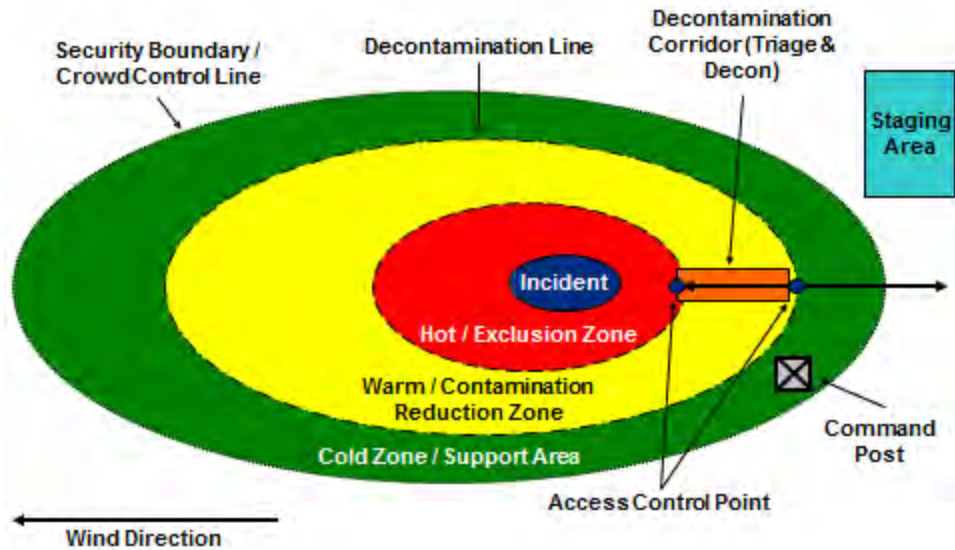 Security Boundary /
Crowd Control Line
Decontamination Line
Decontamination
Corridor (Triage &
Decon)
Staging
Area
Incident
Hot / Exclusion Zone
Warm / Contamination
Reduction Zone
Cold Zone / Support Area
Command
Post
Access Control Point
Wind Direction